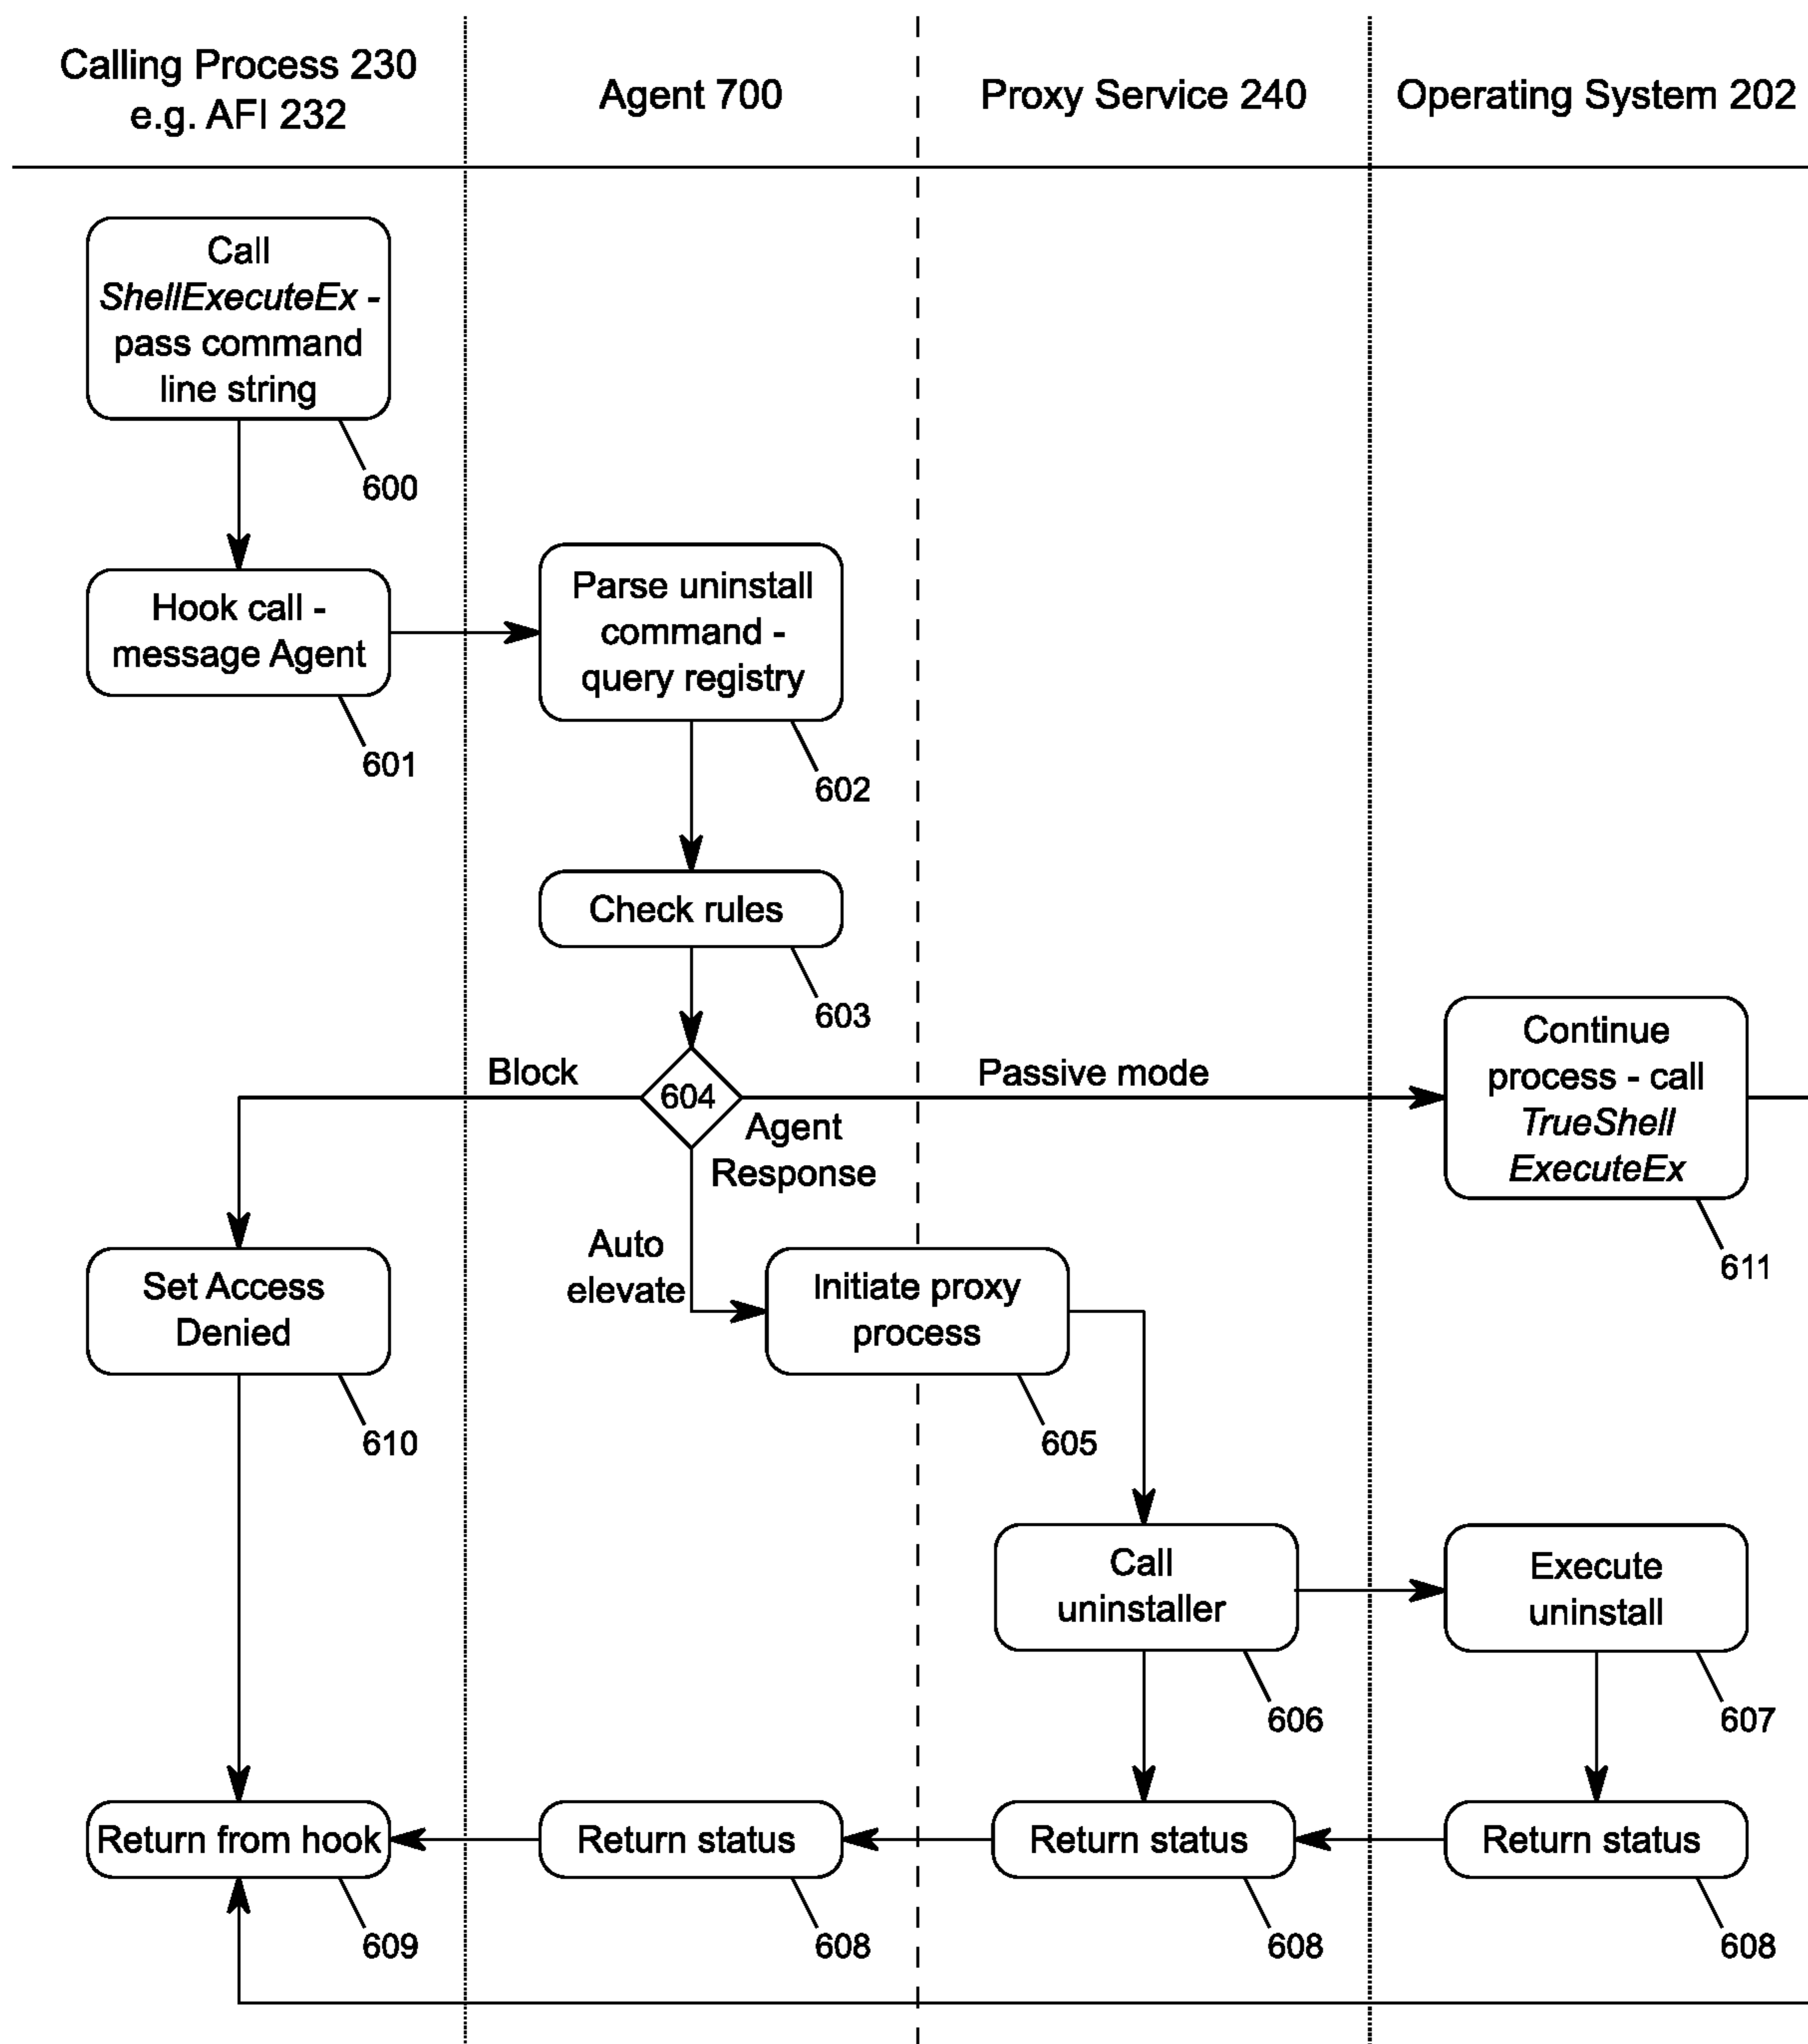 Calling Process 230
e.g. AFI 232
Agent 700
Proxy Service 240
Operating System 202
Call
ShellExecuteEx -
pass command
line string
600
Hook call -
message Agent
601
Parse uninstall
command -
query registry
602
Check rules
603
Block
604
Agent
Response
Passive mode
Continue
process - call
TrueShell
ExecuteEx
611
Auto
elevate
Set Access
Denied
610
Initiate proxy
process
605
Call
uninstaller
606
Execute
uninstall
607
Return from hook
609
Return status
608
Return status
608
Return status
608